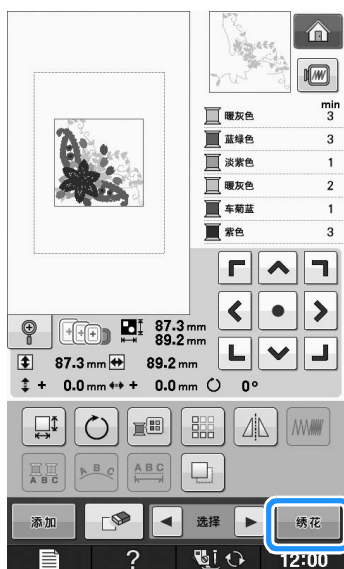 min
暖灰色 3
蓝绿色 3
淡紫色 1
暖灰色 2
车菊蓝 1
紫色 3
87.3 mm
89.2 mm
87.3 mm 89.2 mm
+ 0.0 mm + 0.0 mm 0°
A B C A B C A B C
添加 选择 绣花
? 12:00